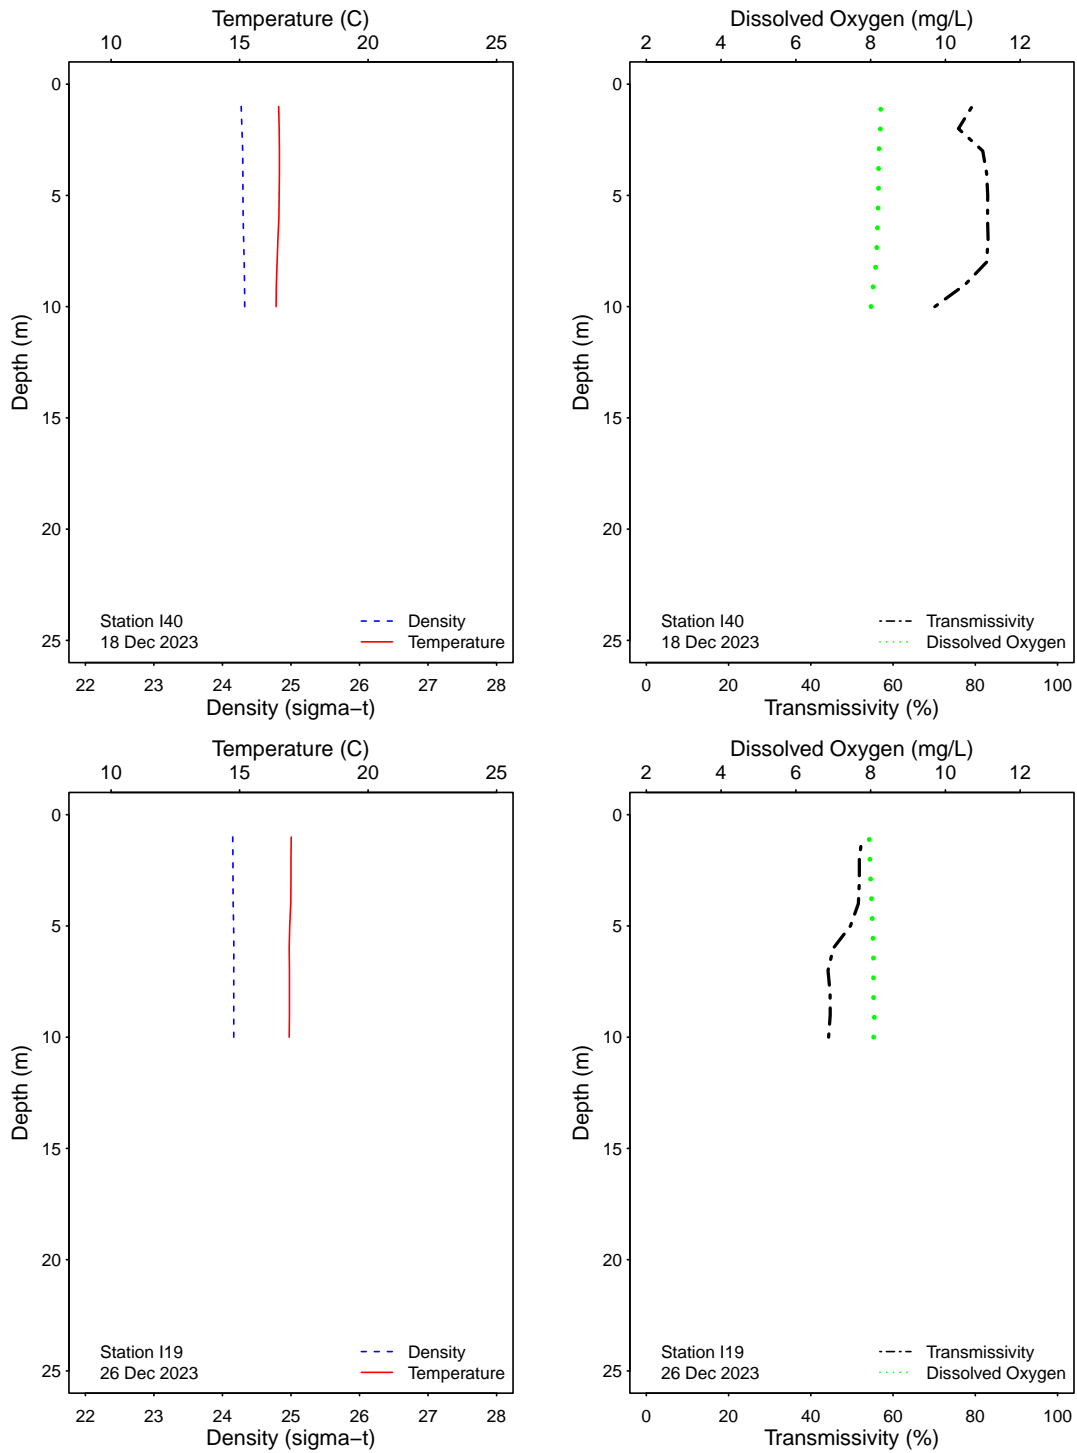 Temperature (C)
10 15 20 25
0
5
10
15
20
25
Depth (m)
Station I40
18 Dec 2023
Density
Temperature
22 23 24 25 26 27 28
Density (sigma−t)
Dissolved Oxygen (mg/L)
2 4 6 8 10 12
0
5
10
15
20
25
Depth (m)
Station I40
18 Dec 2023
Transmissivity
Dissolved Oxygen
0 20 40 60 80 100
Transmissivity (%)
Temperature (C)
10 15 20 25
0
5
10
15
20
25
Depth (m)
Station I19
26 Dec 2023
Density
Temperature
22 23 24 25 26 27 28
Density (sigma−t)
Dissolved Oxygen (mg/L)
2 4 6 8 10 12
0
5
10
15
20
25
Depth (m)
Station I19
26 Dec 2023
Transmissivity
Dissolved Oxygen
0 20 40 60 80 100
Transmissivity (%)